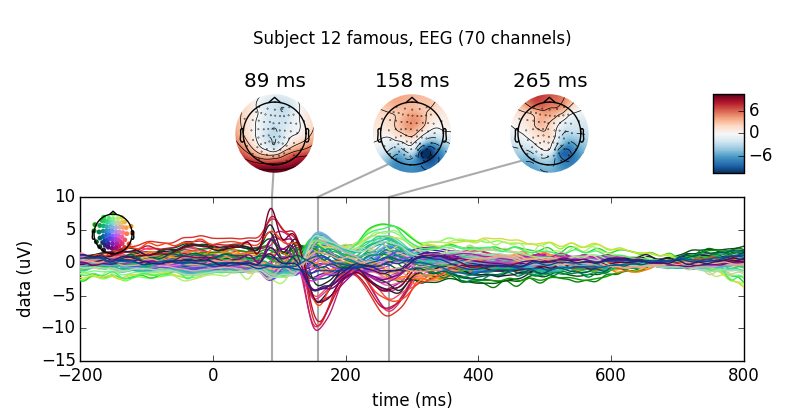 Subject 12 famous, EEG (70 channels)
89 ms 158 ms 265 ms
6
0
−6
10
5
0
−5
−10
−15
data (uV)
−200 0 200 400 600 800
time (ms)